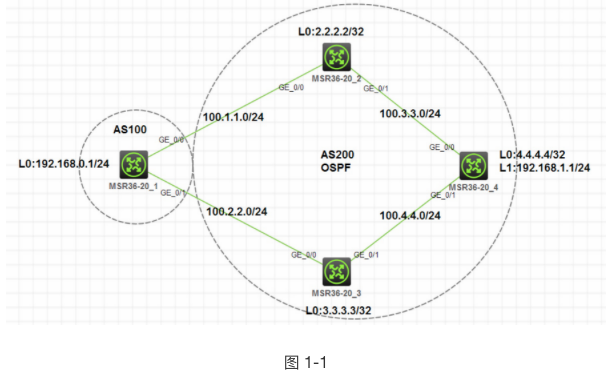 L0:2.2.2.2/32
MSR36-20_2
GE_0/0
GE_0/1
100.1.1.0/24
100.3.3.0/24
AS100
GE_0/0
AS200
OSPF
GE_0/0
L0:192.168.0.1/24
MSR36-20_1
GE_0/1
L0:4.4.4.4/32
L1:192.168.1.1/24
MSR36-20_4
GE_0/1
100.2.2.0/24
100.4.4.0/24
GE_0/0
GE_0/1
MSR36-20_3
L0:3.3.3.3/32
图 1-1